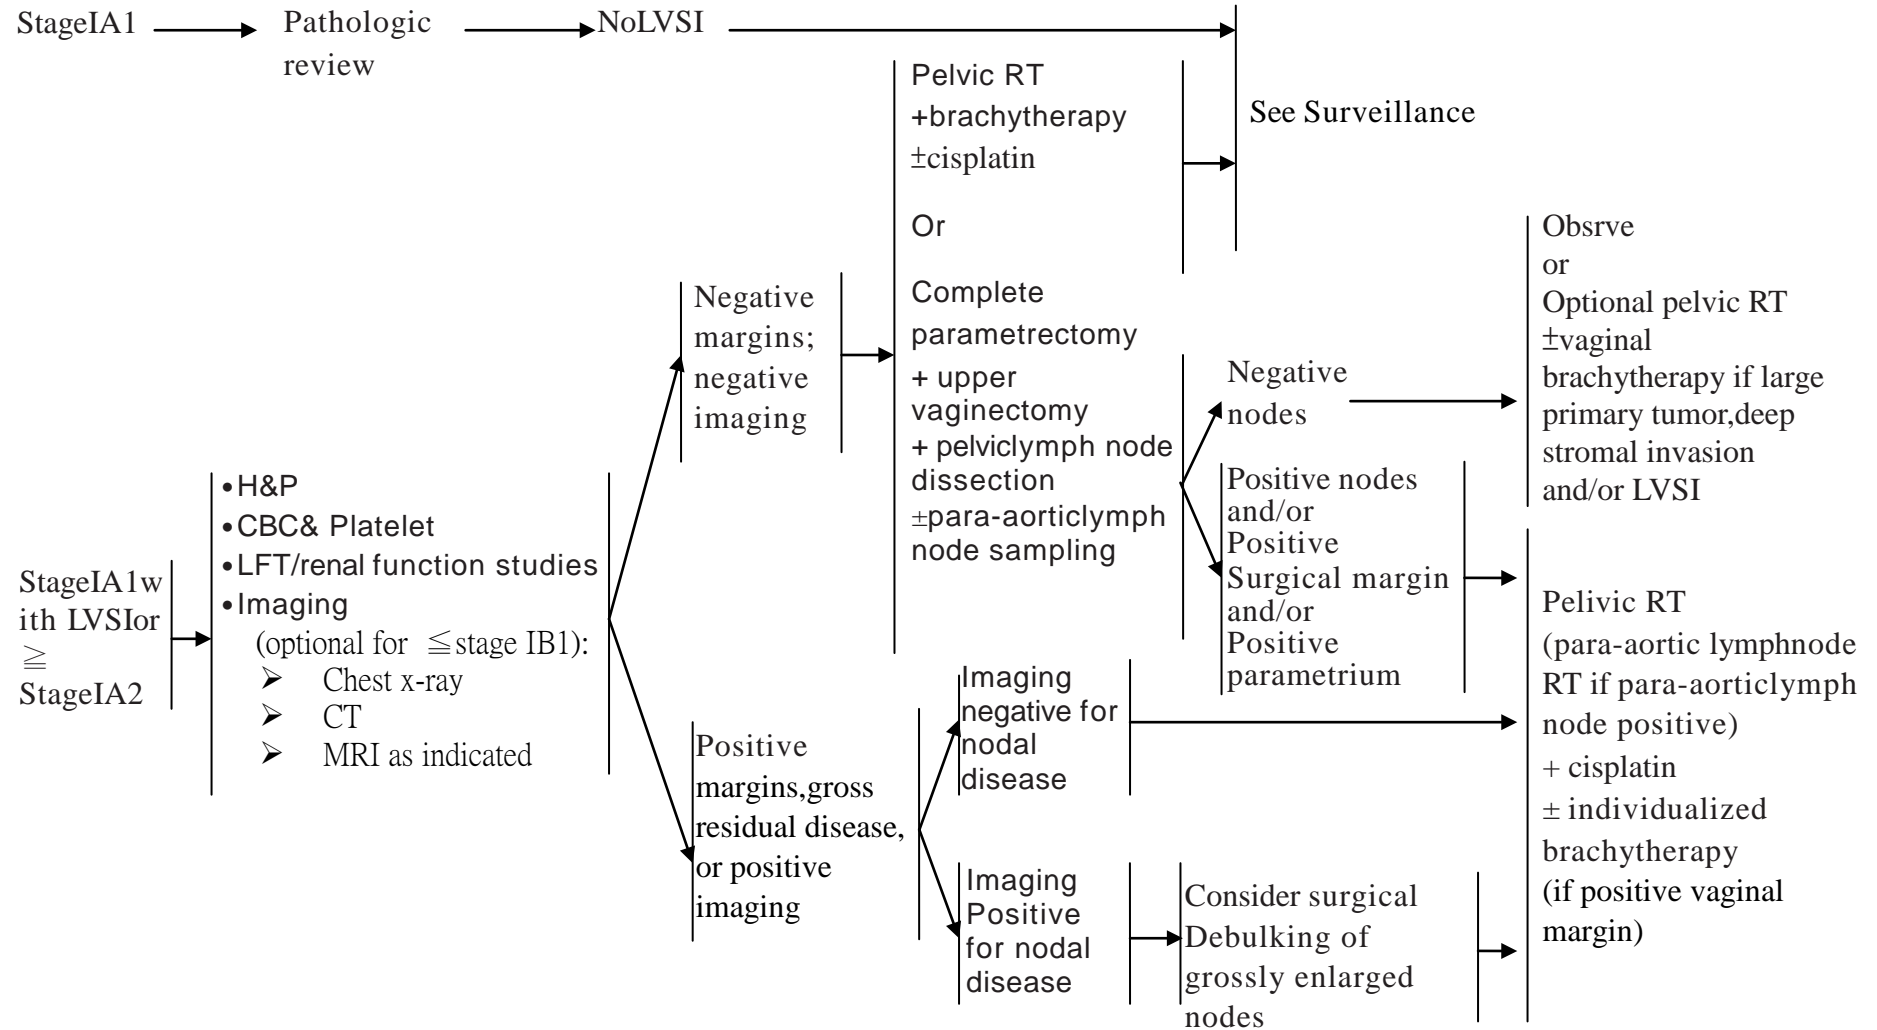 StageIA1
Pathologic
review
NoLVSI
See Surveillance
StageIA1w
ith LVSIor
≧
StageIA2
•H&P
•CBC& Platelet
•LFT/renal function studies
•Imaging
(optional for ≦stage IB1):
➢ Chest x-ray
➢ CT
➢ MRI as indicated
Negative
margins;
negative
imaging
Pelvic RT
+brachytherapy
±cisplatin
Or
Complete
parametrectomy
+ upper
vaginectomy
+ pelviclymph node
dissection
±para-aorticlymph
node sampling
Negative
nodes
Obsrve
or
Optional pelvic RT
±vaginal
brachytherapy if large
primary tumor,deep
stromal invasion
and/or LVSI
Positive nodes
and/or
Positive
Surgical margin
and/or
Positive
parametrium
Positive
margins,gross
residual disease,
or positive
imaging
Imaging
negative for
nodal
disease
Imaging
Positive
for nodal
disease
Consider surgical
Debulking of
grossly enlarged
nodes
Pelivic RT
(para-aortic lymphnode
RT if para-aorticlymph
node positive)
+ cisplatin
± individualized
brachytherapy
(if positive vaginal
margin)